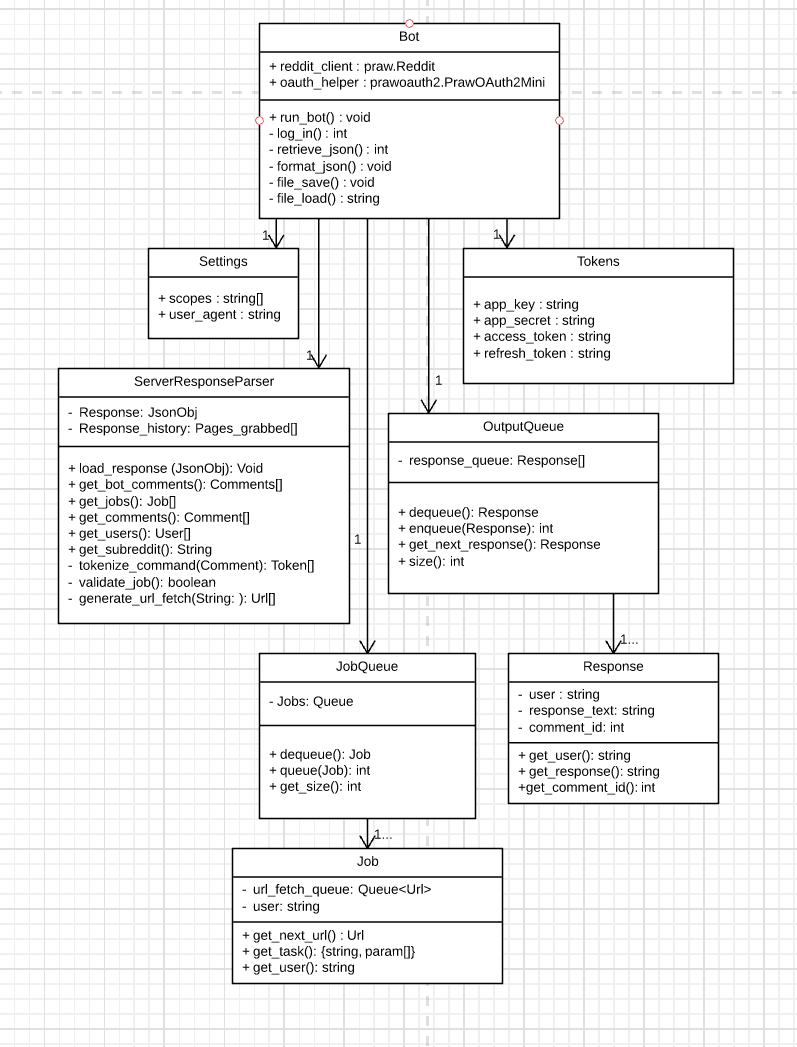 Bot
+ reddit_client : praw.Reddit
+ oauth_helper : prawoauth2.PrawOAuth2Mini
+ run_bot() : void
- log_in() : int
- retrieve_json() : int
- format_json() : void
- file_save() : void
- file_load() : string
1
1
Settings
+ scopes : string[]
+ user_agent : string
Tokens
+ app_key : string
+ app_secret : string
+ access_token : string
+ refresh_token : string
1
1
ServerResponseParser
- Response: JsonObj
- Response_history: Pages_grabbed[]
+ load_response (JsonObj): Void
+ get_bot_comments(): Comments[]
+ get_jobs(): Job[]
+ get_comments(): Comment[]
+ get_users(): User[]
+ get_subreddit(): String
- tokenize_command(Comment): Token[]
- validate_job(): boolean
- generate_url_fetch(String: ): Url[]
OutputQueue
- response_queue: Response[]
+ dequeue(): Response
+ enqueue(Response): int
+ get_next_response(): Response
+ size(): int
1
1...
JobQueue
- Jobs: Queue
+ dequeue(): Job
+ queue(Job): int
+ get_size(): int
Response
- user : string
- response_text: string
- comment_id: int
+ get_user(): string
+ get_response(): string
+get_comment_id(): int
1...
Job
- url_fetch_queue: Queue<Url>
- user: string
+ get_next_url() : Url
+ get_task(): {string, param[]}
+ get_user(): string